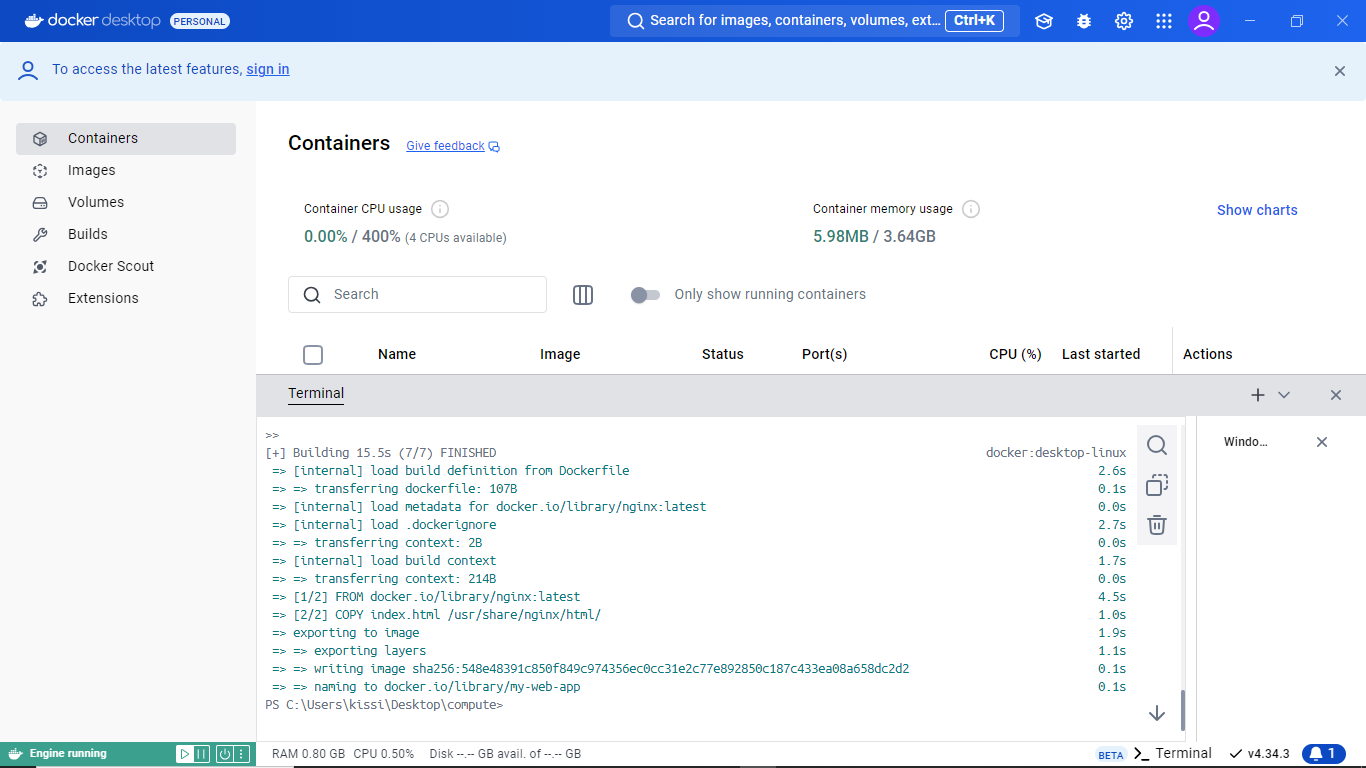 docker desktop PERSONAL Search for images, containers, volumes, ext... Ctrl+K
To access the latest features, sign in
Containers
Images
Volumes
Builds
Docker Scout
Extensions
Containers Give feedback
Container CPU usage Container memory usage Show charts
0.00% / 400% (4 CPUs available) 5.98MB / 3.64GB
Search Only show running containers
Name Image Status Port(s) CPU (%) Last started Actions
Terminal
Windo...
>>
[+] Building 15.5s (7/7) FINISHED docker:desktop-linux
=> [internal] load build definition from Dockerfile 2.6s
=> => transferring dockerfile: 107B 0.1s
=> [internal] load metadata for docker.io/library/nginx:latest 0.0s
=> [internal] load .dockerignore 2.7s
=> => transferring context: 2B 0.0s
=> [internal] load build context 1.7s
=> => transferring context: 214B 0.0s
=> [1/2] FROM docker.io/library/nginx:latest 4.5s
=> [2/2] COPY index.html /usr/share/nginx/html/ 1.0s
=> exporting to image 1.9s
=> => exporting layers 1.1s
=> => writing image sha256:548e48391c850f849c974356ec0cc31e2c77e892850c187c433ea08a658dc2d2 0.1s
=> => naming to docker.io/library/my-web-app 0.1s
PS C:\Users\kissi\Desktop\compute>
Engine running RAM 0.80 GB CPU 0.50% Disk --.-- GB avail. of --.-- GB BETA >_ Terminal v4.34.3 1